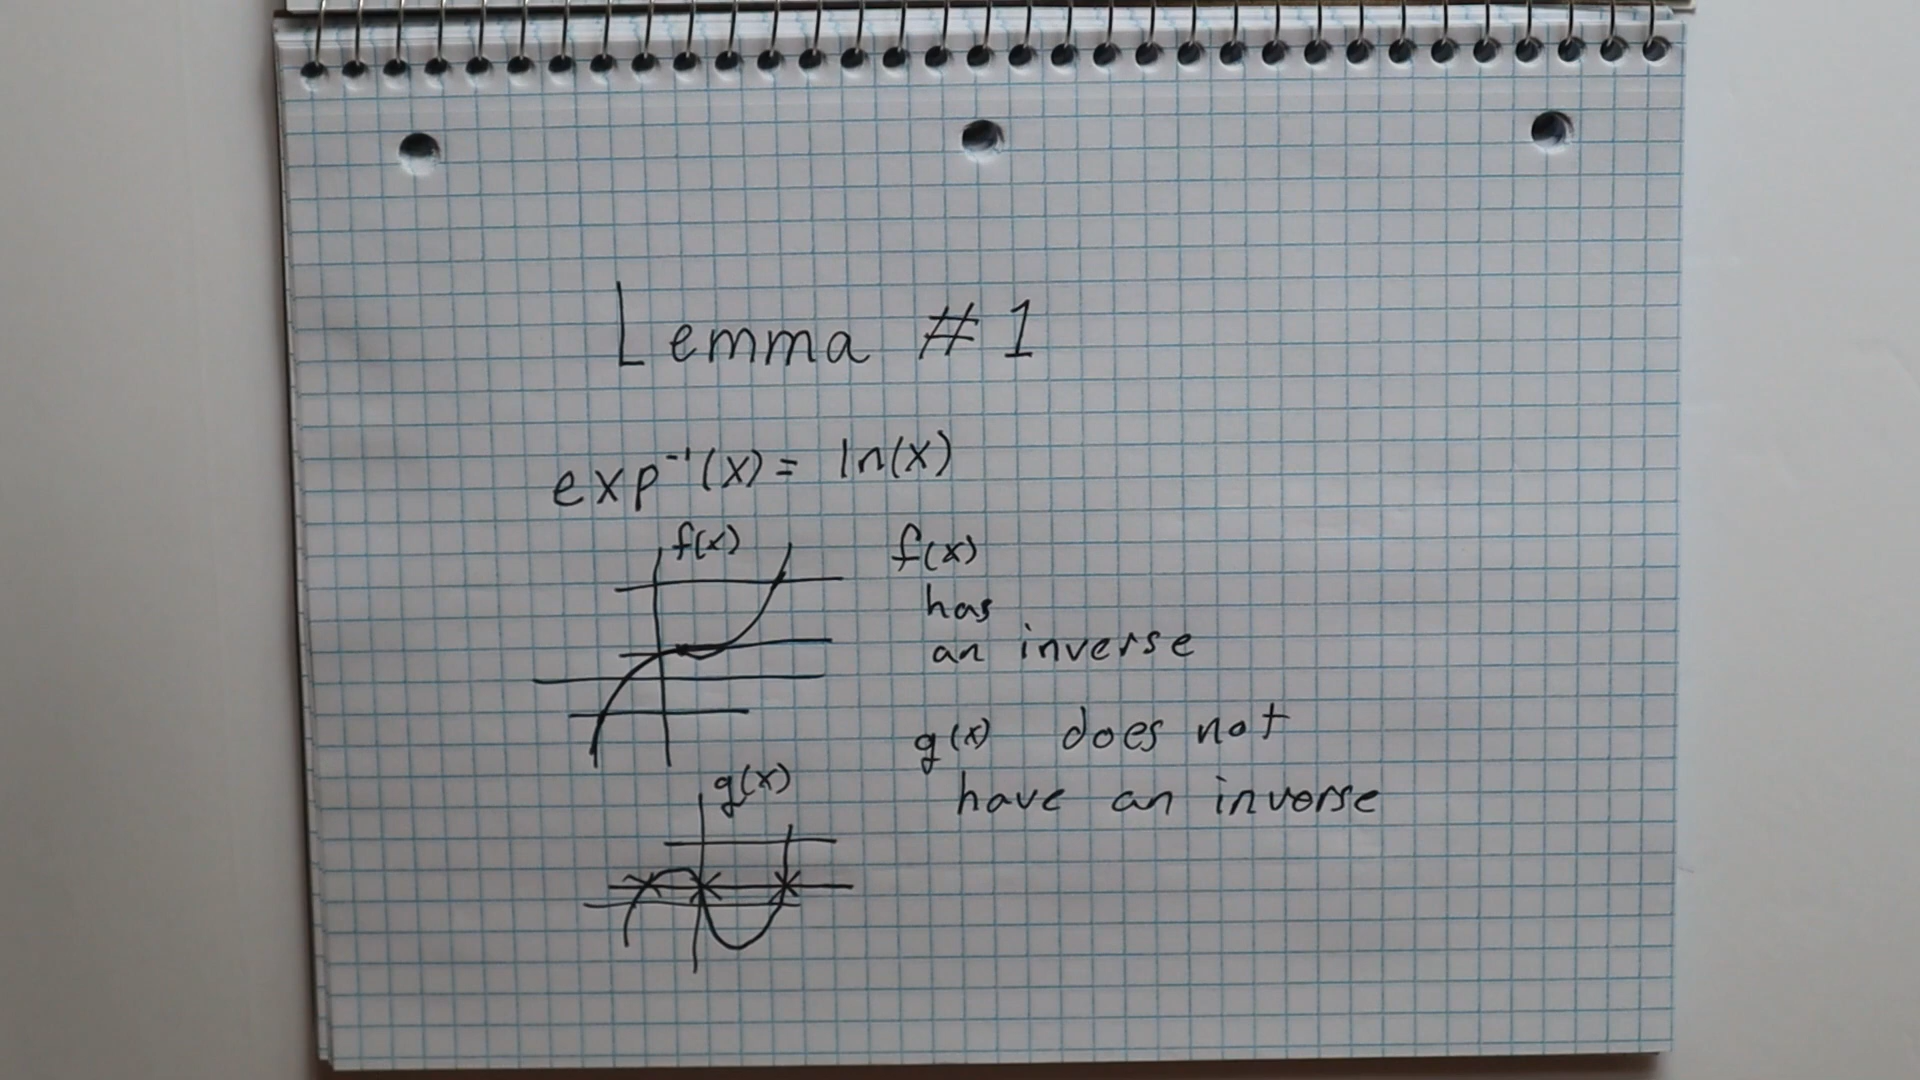 Lemma #1
exp⁻¹(x) = ln(x)
f(x)
f(x)
has
an inverse
g(x) does not
have an inverse
g(x)